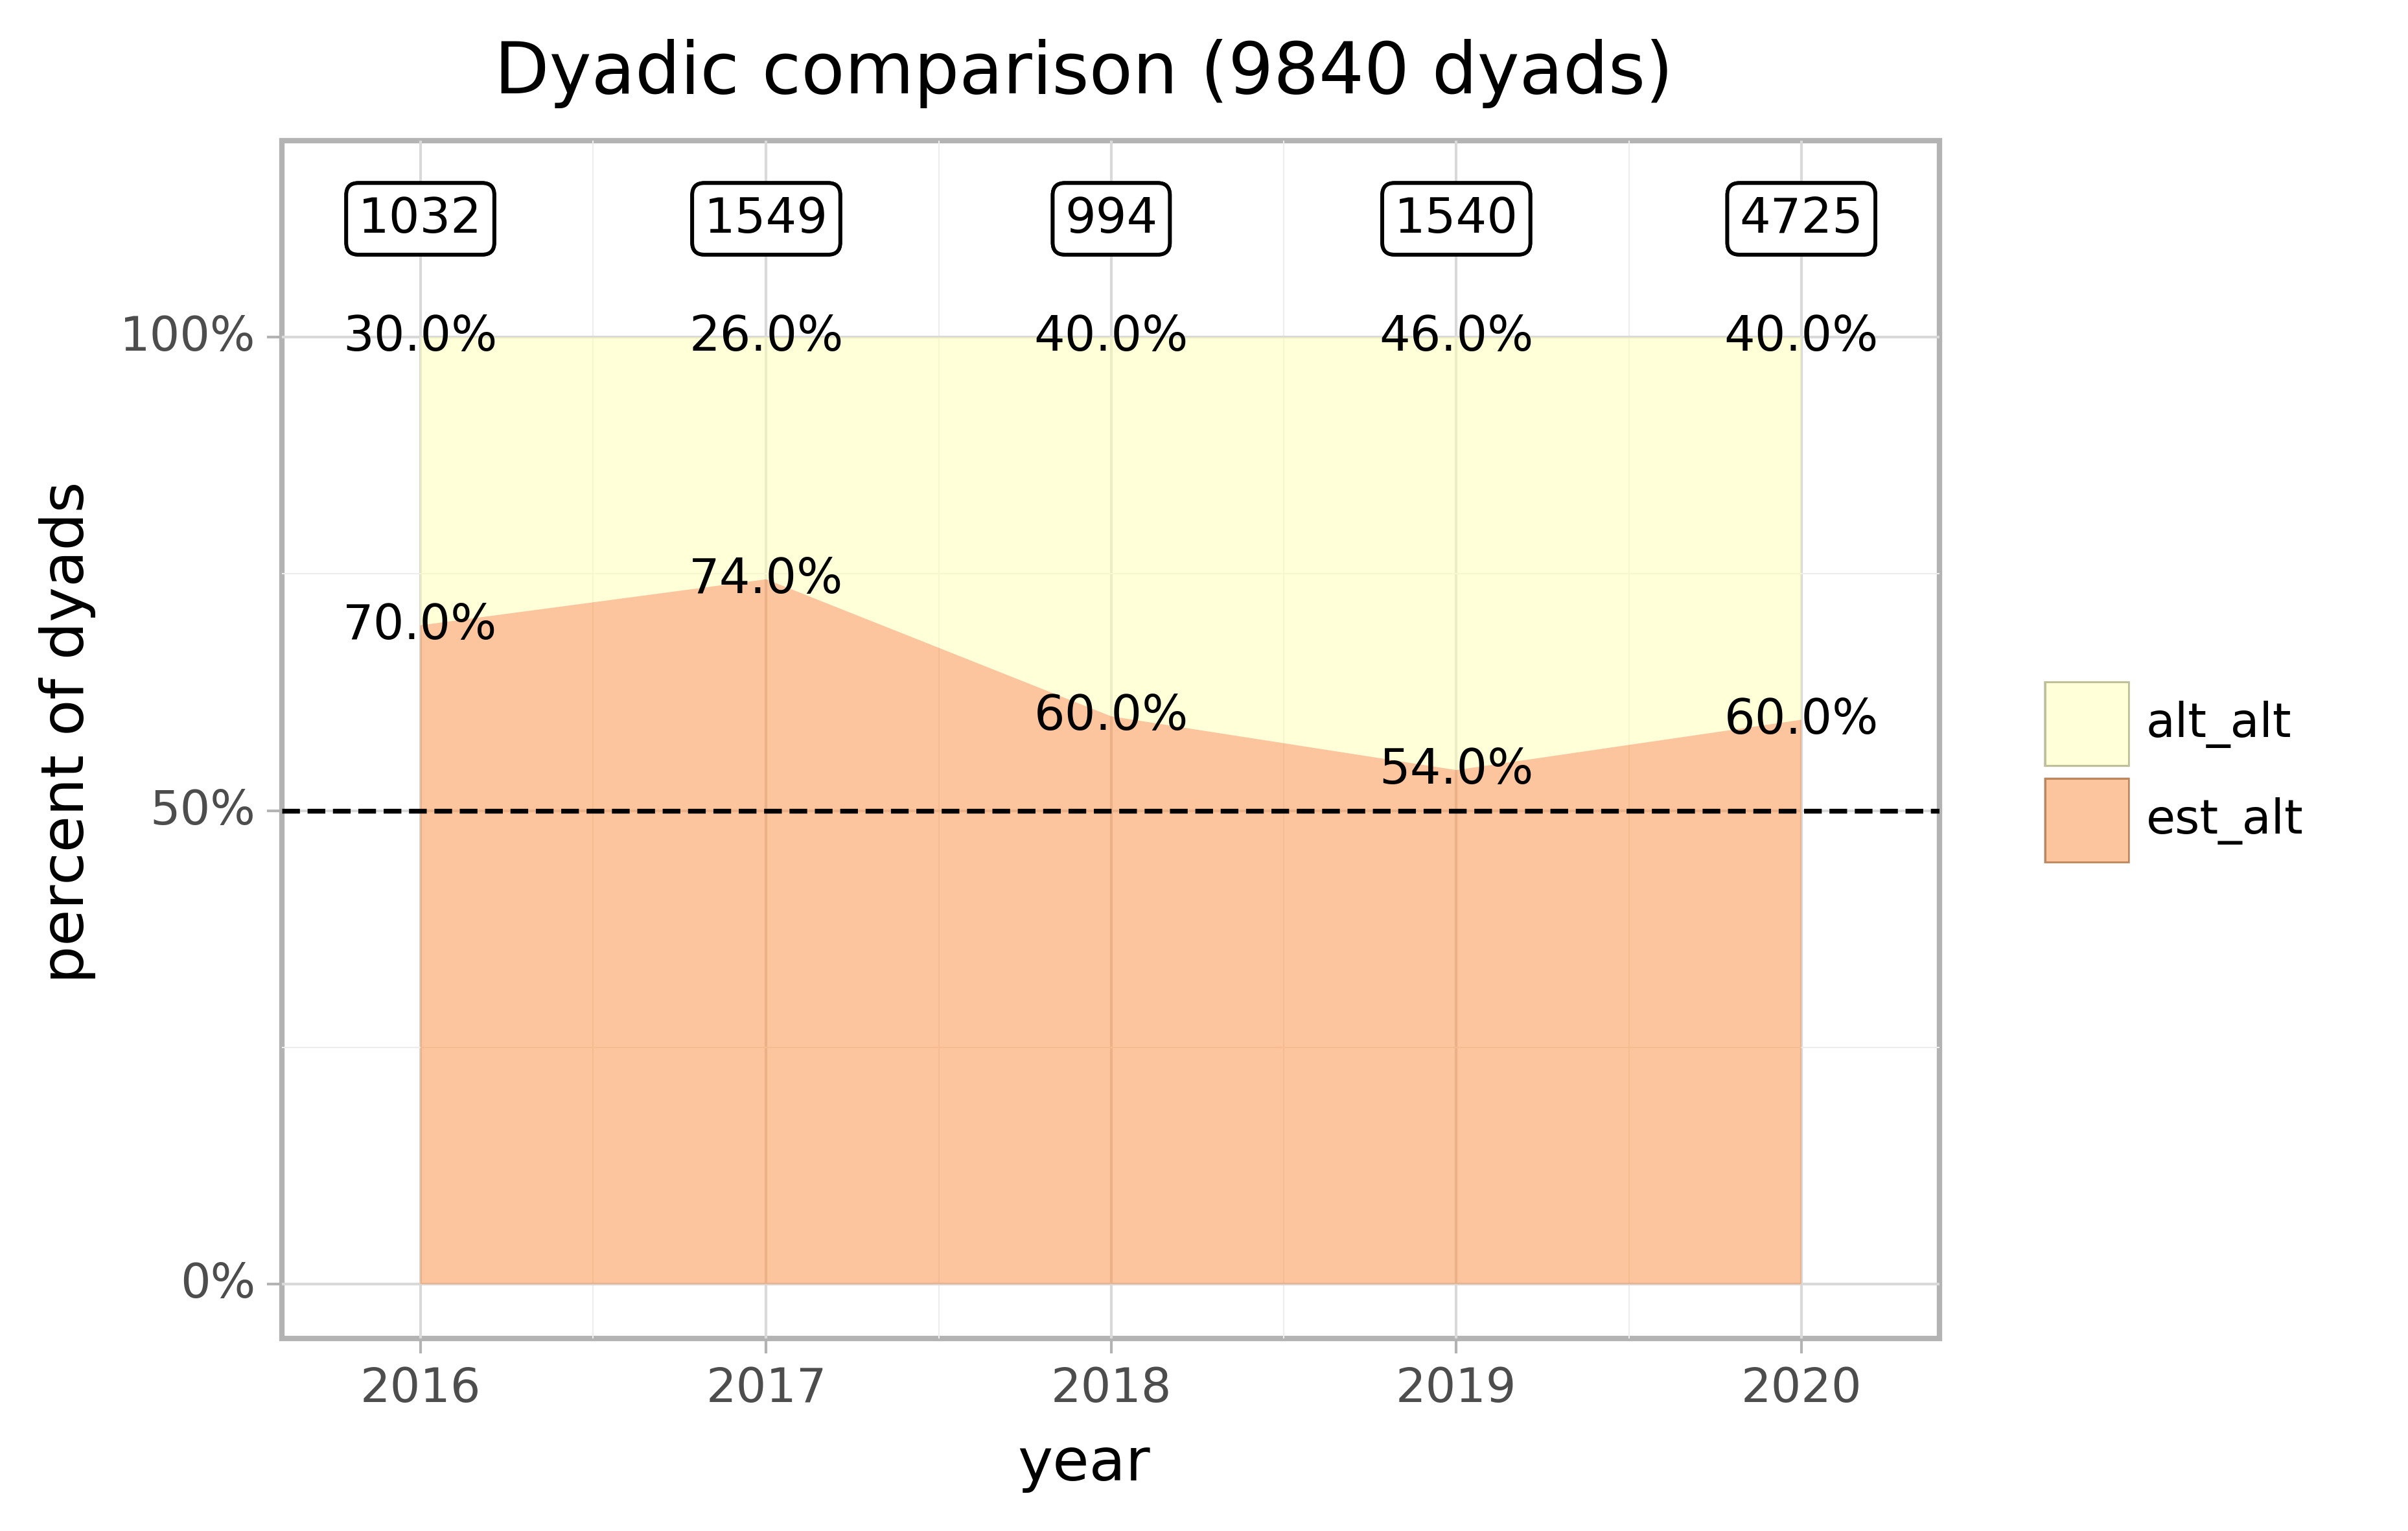 Dyadic comparison (9840 dyads)
1032 1549 994 1540 4725
100% 30.0% 26.0% 40.0% 46.0% 40.0%
74.0%
70.0%
60.0% 60.0%
54.0%
50%
0%
2016 2017 2018 2019 2020
year
percent of dyads
alt_alt
est_alt